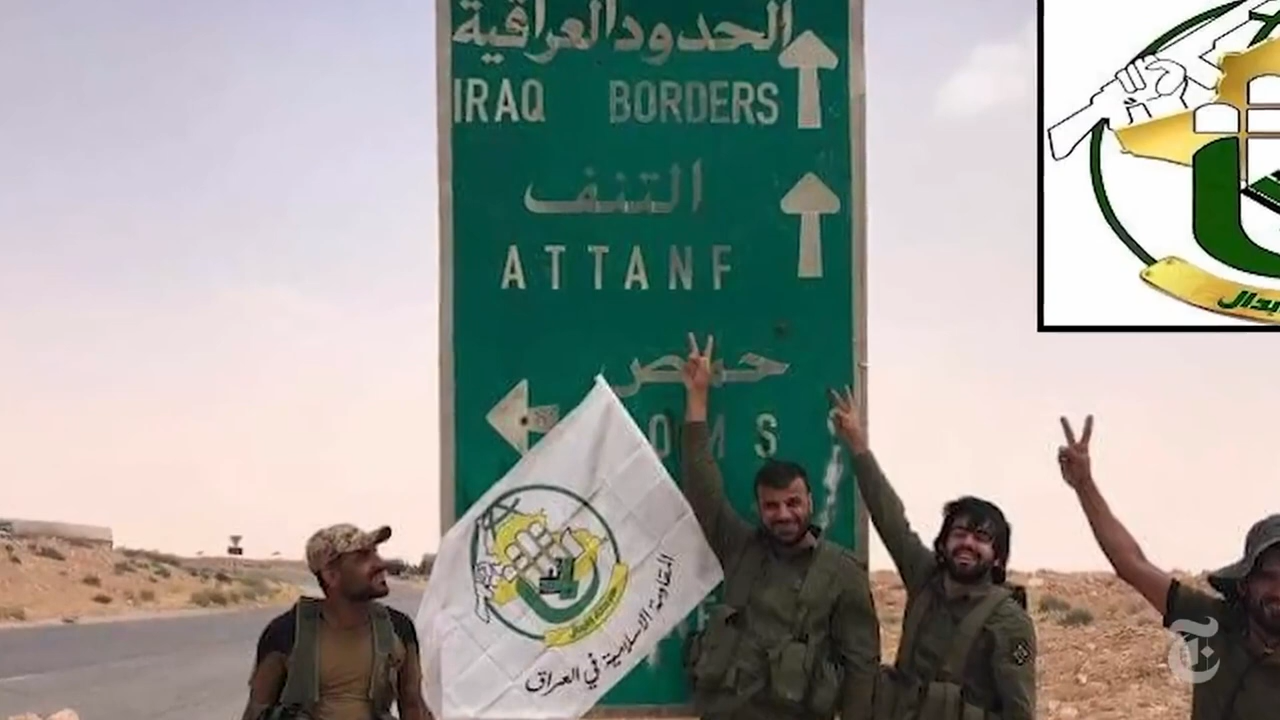 الحدود العراقية
IRAQ BORDERS
التنف
ATTANF
حمص
OMS
المقاومة الاسلامية في العراق